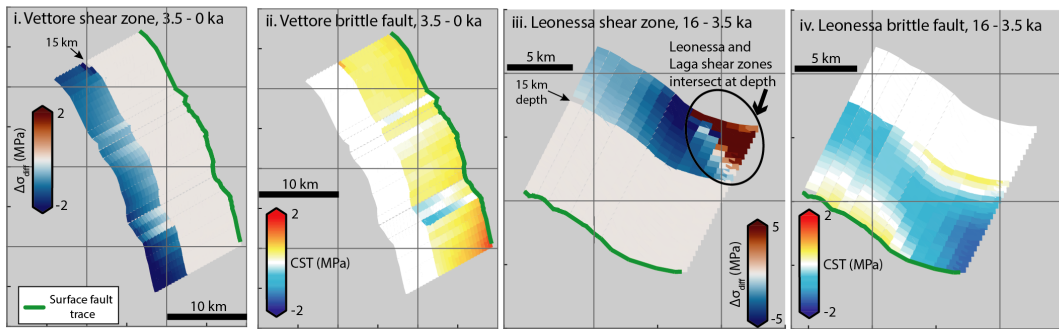 i. Vettore shear zone, 3.5 - 0 ka
15 km
2
Δσdiff (MPa)
-2
Surface fault
trace
10 km
ii. Vettore brittle fault, 3.5 - 0 ka
10 km
2
CST (MPa)
-2
iii. Leonessa shear zone, 16 - 3.5 ka
5 km
Leonessa and
Laga shear zones
intersect at depth
15 km
depth
5
Δσdiff (MPa)
-5
iv. Leonessa brittle fault, 16 - 3.5 ka
5 km
2
CST (MPa)
-2